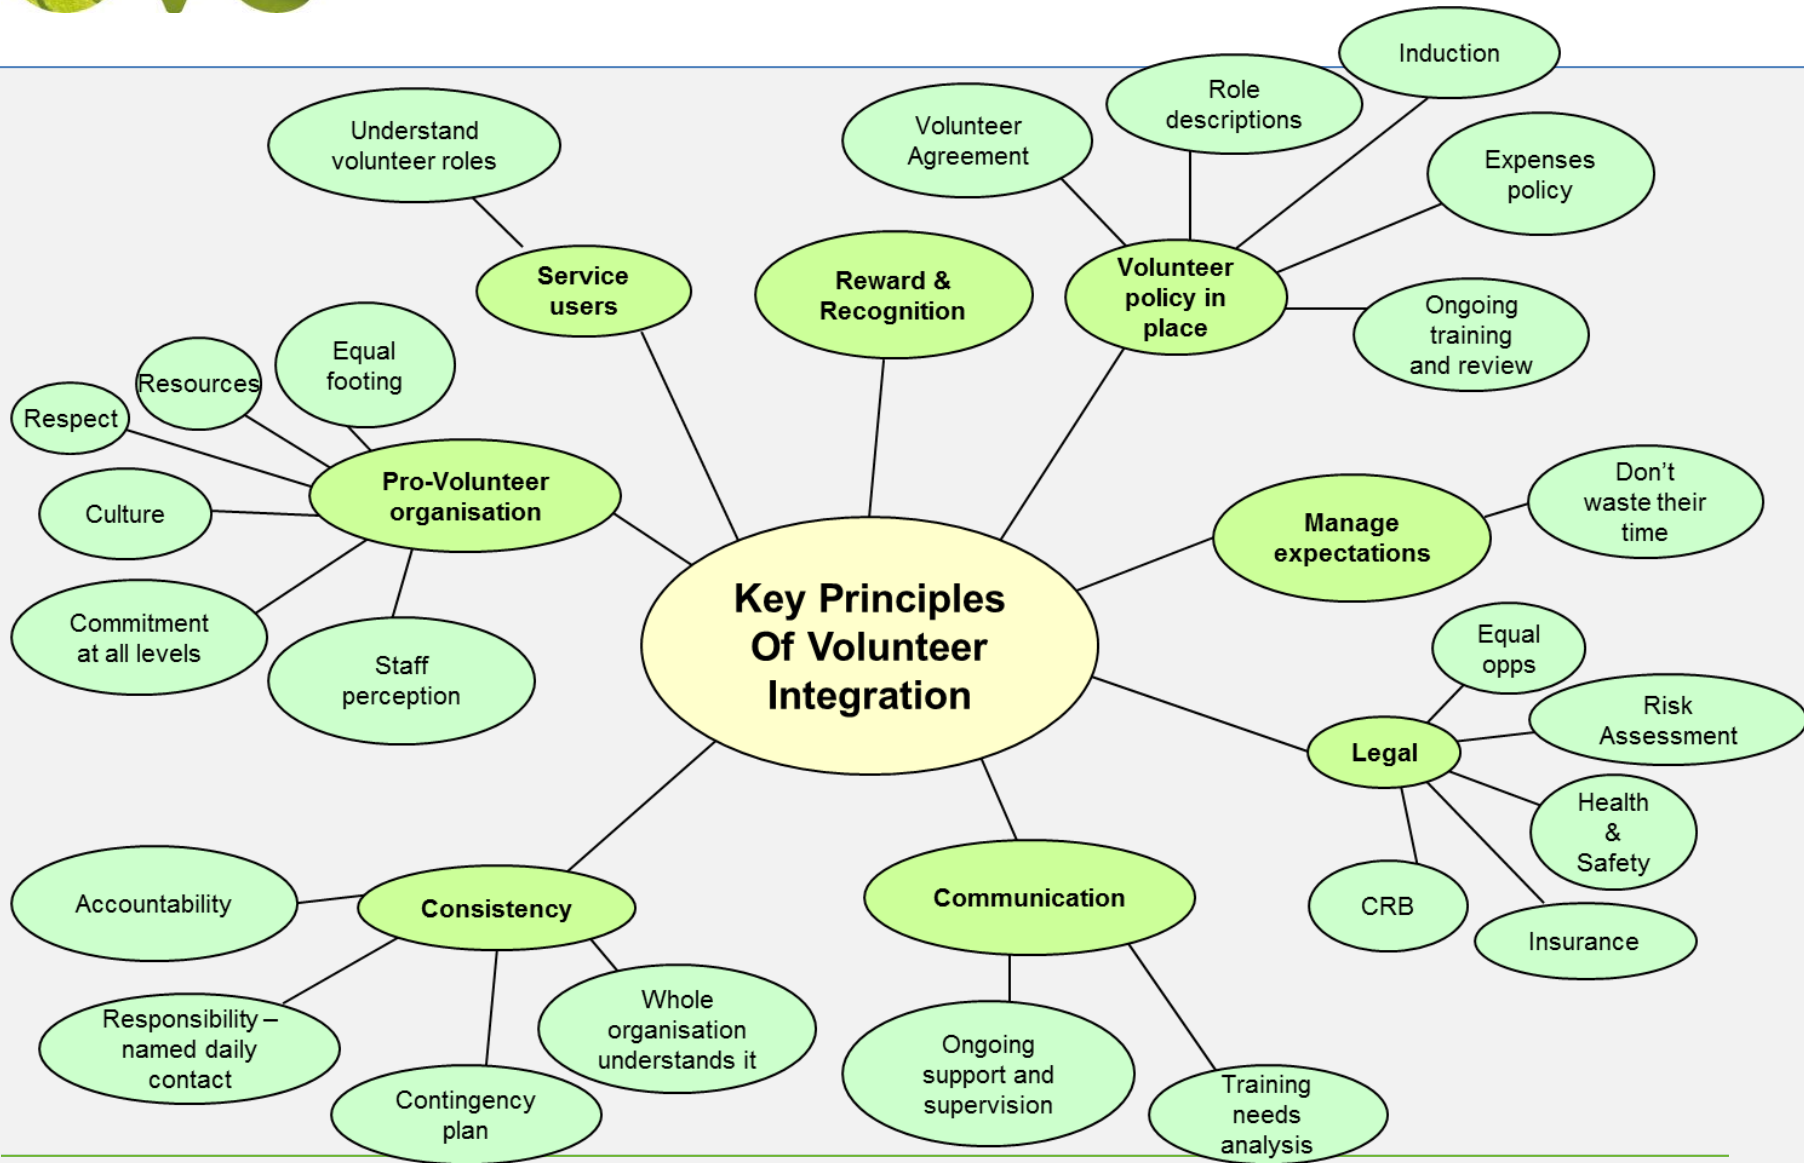 Induction
Role
descriptions
Volunteer
Agreement
Understand
volunteer roles
Expenses
policy
Service
users
Reward &
Recognition
Volunteer
policy in
place
Ongoing
training
and review
Equal
footing
Resources
Respect
Pro-Volunteer
organisation
Culture
Commitment
at all levels
Staff
perception
Manage
expectations
Don't
waste their
time
Key Principles
Of Volunteer
Integration
Equal
opps
Risk
Assessment
Legal
Health
&
Safety
CRB
Insurance
Accountability
Consistency
Communication
Responsibility –
named daily
contact
Contingency
plan
Whole
organisation
understands it
Ongoing
support and
supervision
Training
needs
analysis